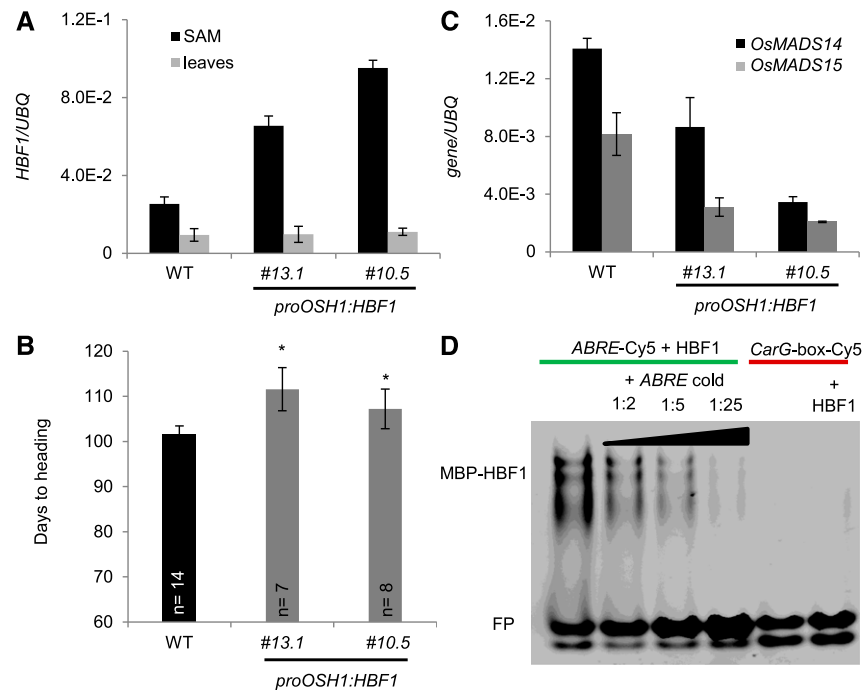 A
1.2E-1
8.0E-2
4.0E-2
0
HBF1/UBQ
SAM
leaves
WT
#13.1
#10.5
proOSH1:HBF1
C
1.6E-2
1.2E-2
8.0E-3
4.0E-3
0
gene/UBQ
OsMADS14
OsMADS15
WT
#13.1
#10.5
proOSH1:HBF1
B
120
110
100
90
80
70
60
Days to heading
*
*
n= 14
n= 7
n= 8
WT
#13.1
#10.5
proOSH1:HBF1
D
ABRE-Cy5 + HBF1
CarG-box-Cy5
+ ABRE cold
1:2 1:5 1:25
+
HBF1
MBP-HBF1
FP